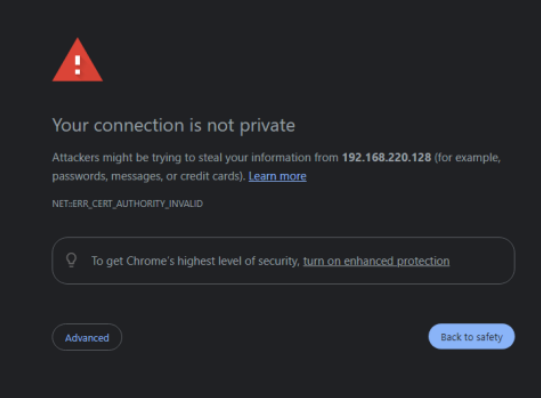 Your connection is not private
Attackers might be trying to steal your information from 192.168.220.128 (for example,
passwords, messages, or credit cards). Learn more
NET::ERR_CERT_AUTHORITY_INVALID
To get Chrome's highest level of security, turn on enhanced protection
Advanced
Back to safety